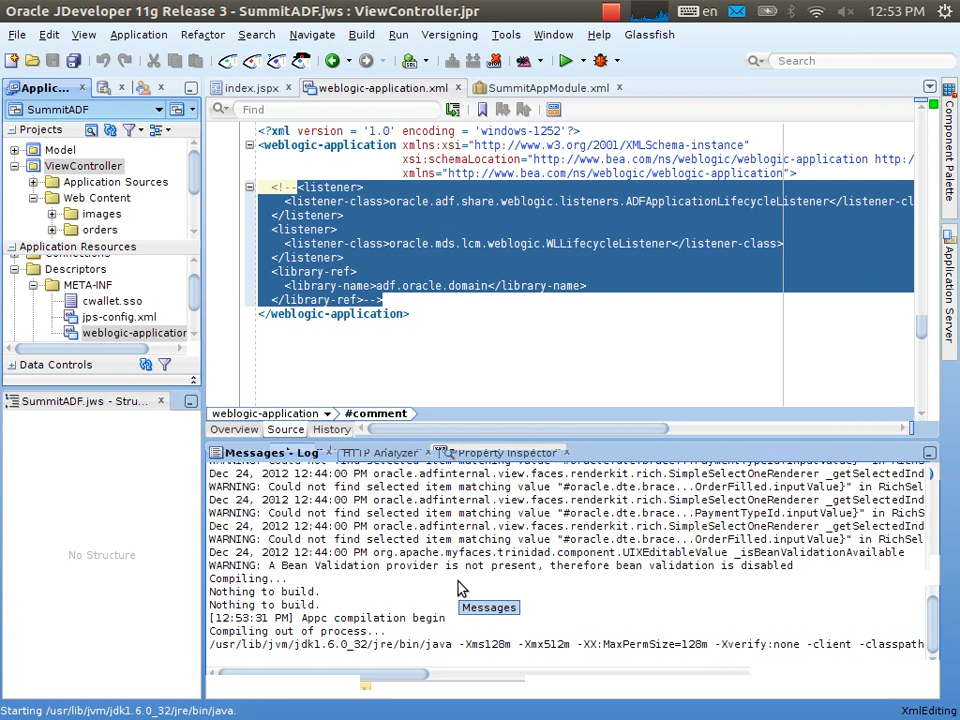 Oracle JDeveloper 11g Release 3 - SummitADF.jws : ViewController.jpr
en
12:53 PM
File Edit View Application Refactor Search Navigate Build Run Versioning Tools Window Help Glassfish
Search
Applic...
index.jspx
weblogic-application.xml
SummitAppModule.xml
SummitADF
Find
Projects
Model
ViewController
Application Sources
Web Content
images
orders
Application Resources
Descriptors
META-INF
cwallet.sso
jps-config.xml
weblogic-application
Data Controls
<?xml version = '1.0' encoding = 'windows-1252'?>
<weblogic-application xmlns:xsi="http://www.w3.org/2001/XMLSchema-instance"
xsi:schemaLocation="http://www.bea.com/ns/weblogic/weblogic-application http:/
xmlns="http://www.bea.com/ns/weblogic/weblogic-application">
<!--<listener>
<listener-class>oracle.adf.share.weblogic.listeners.ADFApplicationLifecycleListener</listener-cl
</listener>
<listener>
<listener-class>oracle.mds.lcm.weblogic.WLLifecycleListener</listener-class>
</listener>
<library-ref>
<library-name>adf.oracle.domain</library-name>
</library-ref>-->
</weblogic-application>
weblogic-application
#comment
Overview Source History
Component Palette
Application Server
SummitADF.jws - Stru...
No Structure
Messages - Log
HTTP Analyzer
Property Inspector
Dec 24, 2012 12:44:00 PM oracle.adfinternal.view.faces.renderkit.rich.SimpleSelectOneRenderer _getSelectedInd
WARNING: Could not find selected item matching value "#oracle.dte.brace...OrderFilled.inputValue}" in RichSel
Dec 24, 2012 12:44:00 PM oracle.adfinternal.view.faces.renderkit.rich.SimpleSelectOneRenderer _getSelectedInd
WARNING: Could not find selected item matching value "#oracle.dte.brace...PaymentTypeId.inputValue}" in RichS
Dec 24, 2012 12:44:00 PM oracle.adfinternal.view.faces.renderkit.rich.SimpleSelectOneRenderer _getSelectedInd
WARNING: Could not find selected item matching value "#oracle.dte.brace...OrderFilled.inputValue}" in RichSel
Dec 24, 2012 12:44:00 PM org.apache.myfaces.trinidad.component.UIXEditableValue _isBeanValidationAvailable
WARNING: A Bean Validation provider is not present, therefore bean validation is disabled
Compiling...
Nothing to build.
Nothing to build.
Messages
[12:53:31 PM] Appc compilation begin
Compiling out of process...
/usr/lib/jvm/jdk1.6.0_32/jre/bin/java -Xms128m -Xmx512m -XX:MaxPermSize=128m -Xverify:none -client -classpath
Starting /usr/lib/jvm/jdk1.6.0_32/jre/bin/java.
XmlEditing